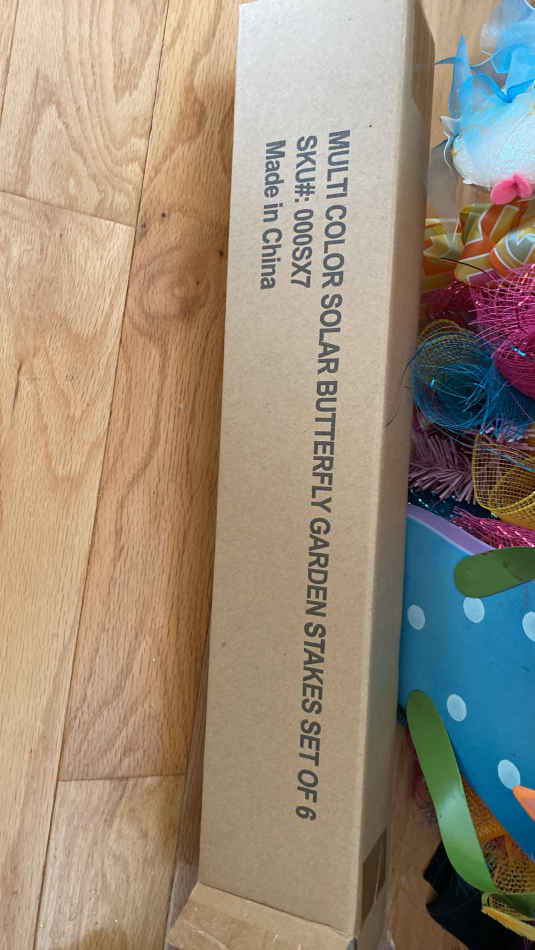 MULTI COLOR SOLAR BUTTERFLY GARDEN STAKES SET OF 6
SKU#: 000SX7
Made in China